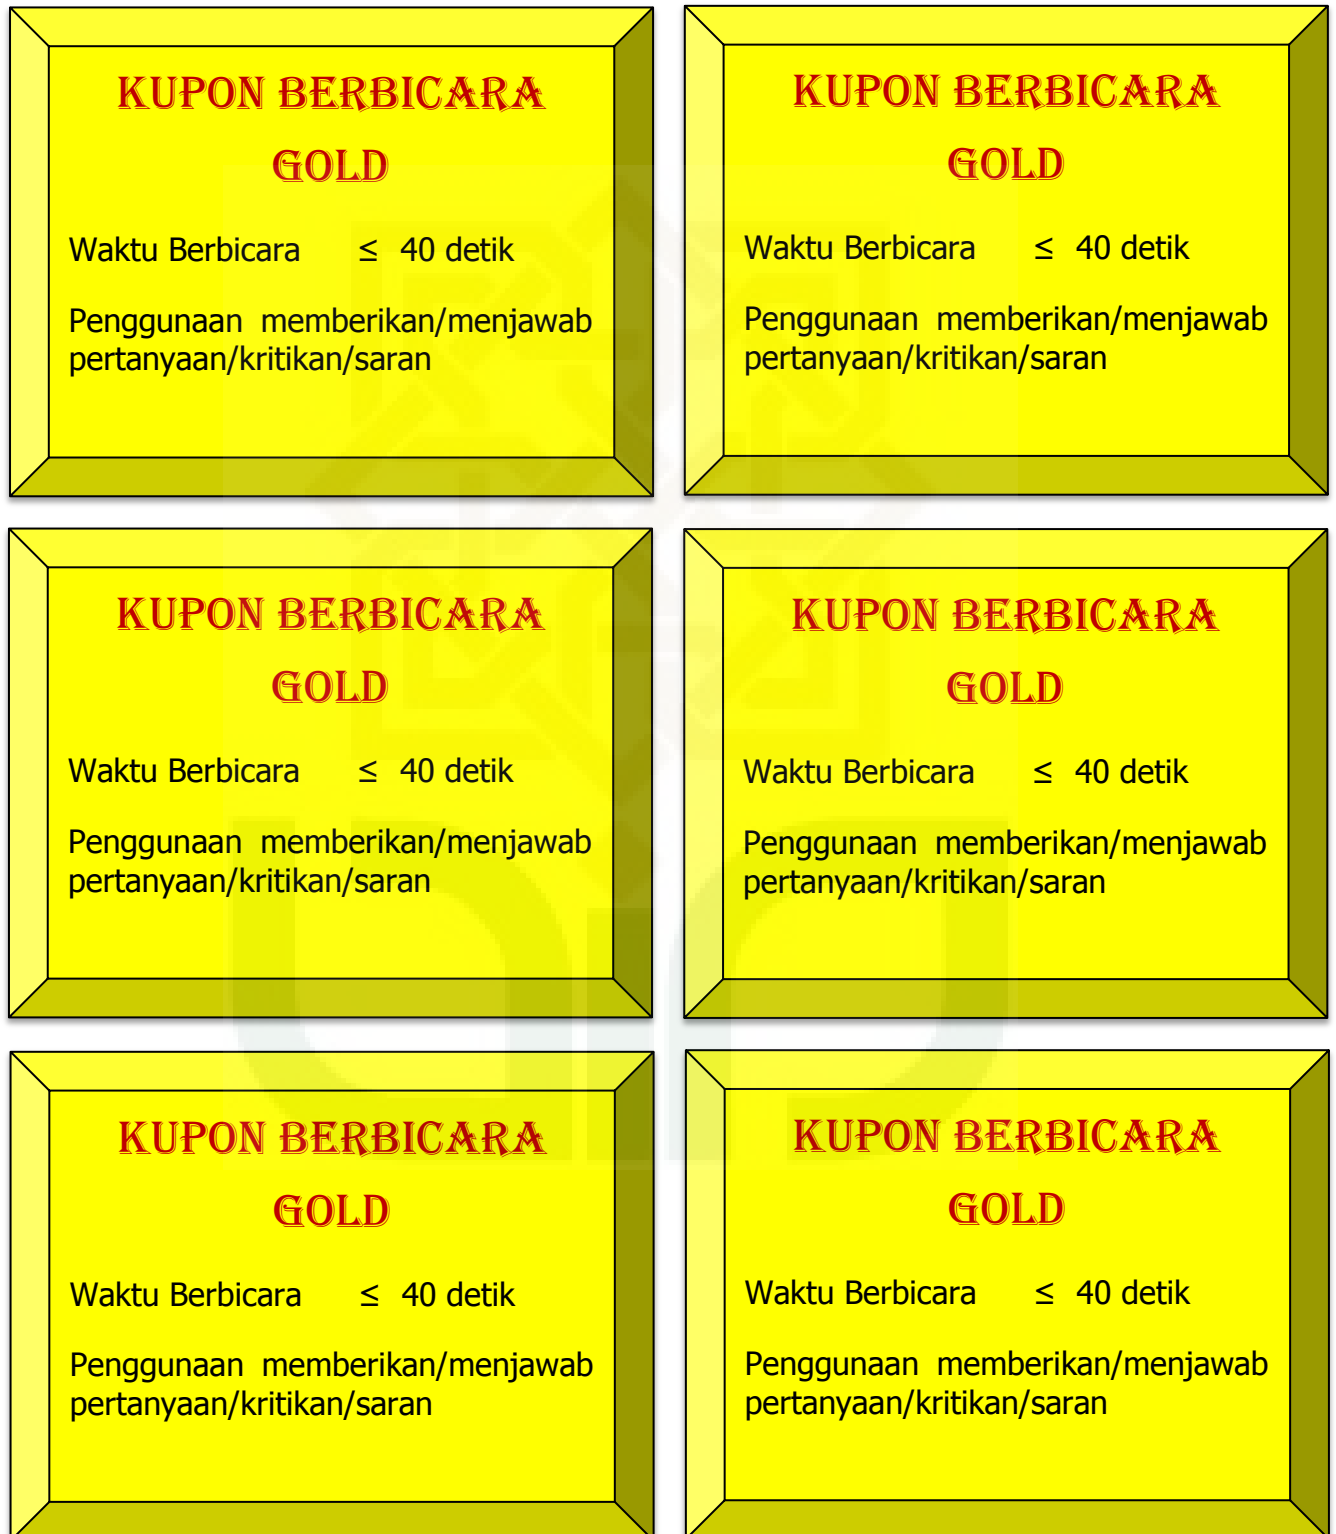 KUPON BERBICARA
GOLD
Waktu Berbicara ≤ 40 detik
Penggunaan memberikan/menjawab
pertanyaan/kritikan/saran
KUPON BERBICARA
GOLD
Waktu Berbicara ≤ 40 detik
Penggunaan memberikan/menjawab
pertanyaan/kritikan/saran
KUPON BERBICARA
GOLD
Waktu Berbicara ≤ 40 detik
Penggunaan memberikan/menjawab
pertanyaan/kritikan/saran
KUPON BERBICARA
GOLD
Waktu Berbicara ≤ 40 detik
Penggunaan memberikan/menjawab
pertanyaan/kritikan/saran
KUPON BERBICARA
GOLD
Waktu Berbicara ≤ 40 detik
Penggunaan memberikan/menjawab
pertanyaan/kritikan/saran
KUPON BERBICARA
GOLD
Waktu Berbicara ≤ 40 detik
Penggunaan memberikan/menjawab
pertanyaan/kritikan/saran